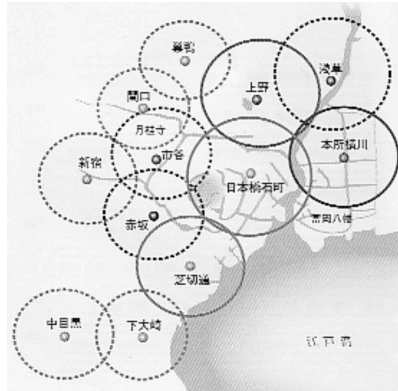 巣鴨
浅草
上野
関口
月桂寺
市谷
本所横川
新宿
日本橋石町
赤坂
富岡八幡
芝切通
中目黒
下大崎
江戸湾